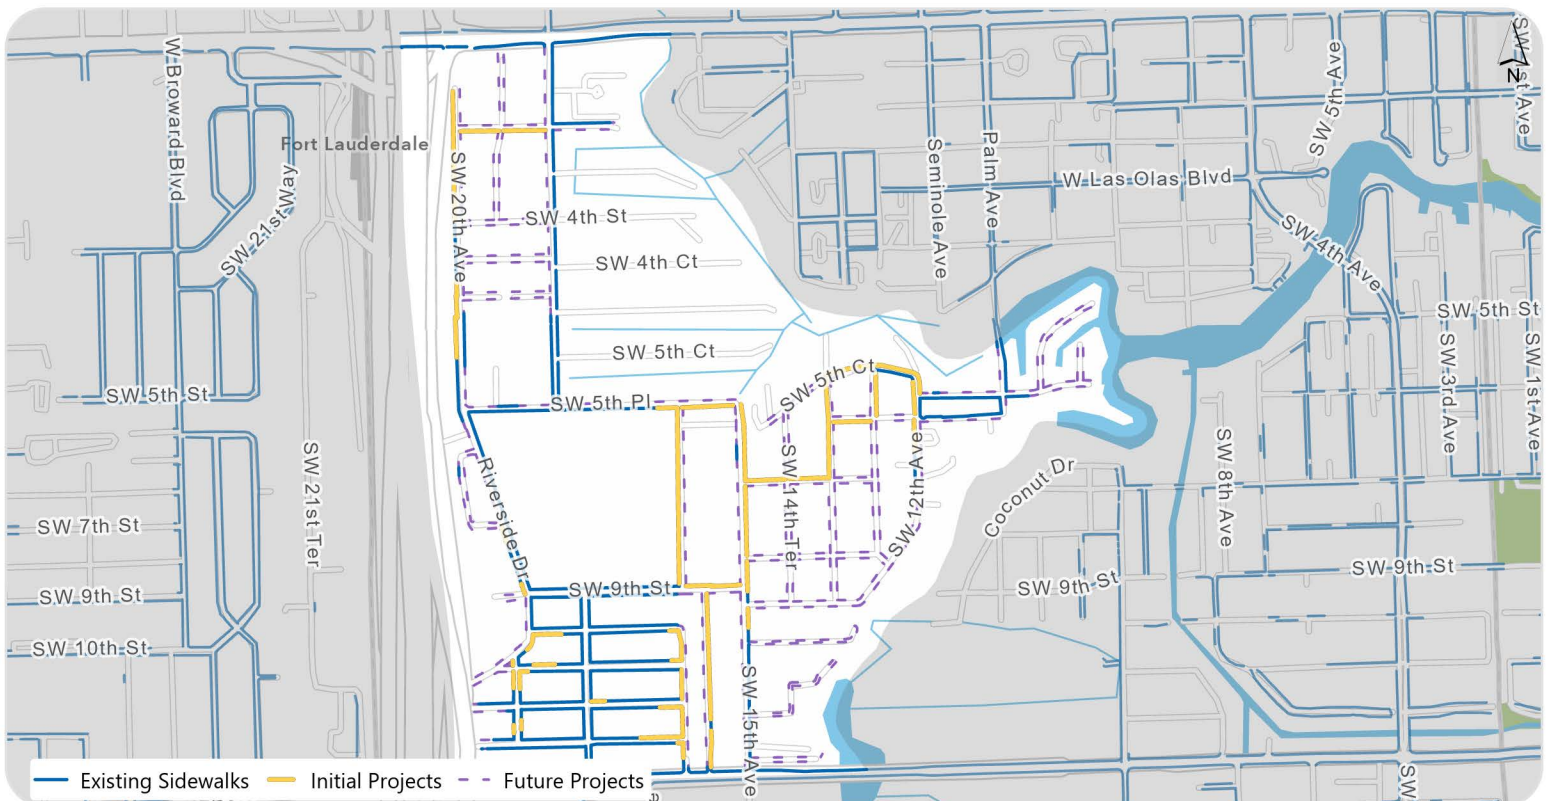 SW 1st Ave
N
W Broward Blvd
SW 5th Ave
Fort Lauderdale
Seminole Ave
Palm Ave
SW 20th Ave
W Las Olas Blvd
SW 21st Way
SW 4th St
SW 4th Ave
SW 4th Ct
SW 5th St
SW 5th Ct
SW 3rd Ave
SW 1st Ave
SW 5th Ct
SW 5th St
SW 5th Pl
SW 21st Ter
Riverside Dr
SW 14th Ter
SW 12th Ave
Coconut Dr
SW 8th Ave
SW 7th St
SW 9th St
SW 9th St
SW 9th St
SW 9th St
SW 10th St
SW 15th Ave
SW
Existing Sidewalks
Initial Projects
Future Projects